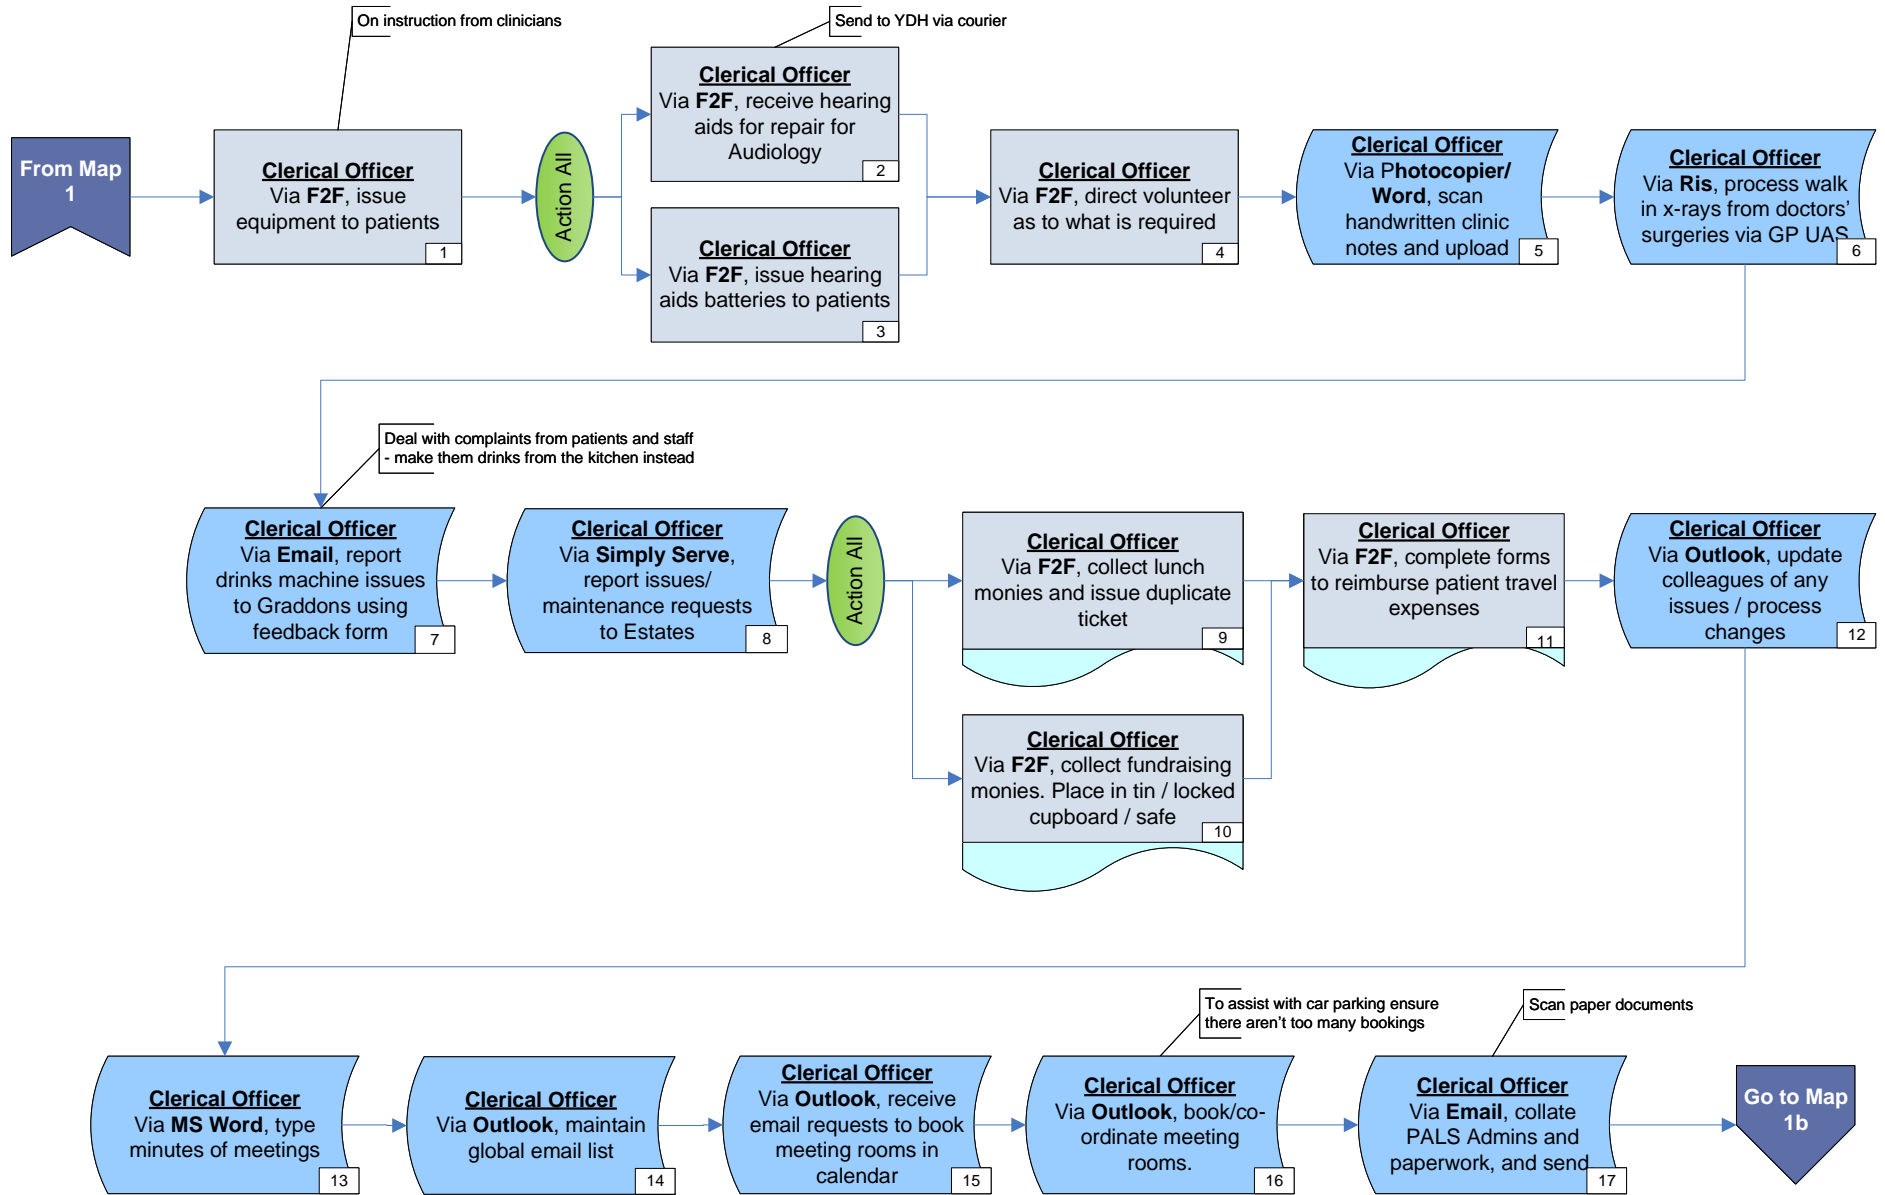 On instruction from clinicians
Send to YDH via courier
From Map
1
Clerical Officer
Via F2F, issue
equipment to patients
1
Action All
Clerical Officer
Via F2F, receive hearing
aids for repair for
Audiology
2
Clerical Officer
Via F2F, issue hearing
aids batteries to patients
3
Clerical Officer
Via F2F, direct volunteer
as to what is required
4
Clerical Officer
Via Photocopier/
Word, scan
handwritten clinic
notes and upload
5
Clerical Officer
Via Ris, process walk
in x-rays from doctors’
surgeries via GP UAS
6
Deal with complaints from patients and staff
- make them drinks from the kitchen instead
Clerical Officer
Via Email, report
drinks machine issues
to Graddons using
feedback form
7
Clerical Officer
Via Simply Serve,
report issues/
maintenance requests
to Estates
8
Action All
Clerical Officer
Via F2F, collect lunch
monies and issue duplicate
ticket
9
Clerical Officer
Via F2F, collect fundraising
monies. Place in tin / locked
cupboard / safe
10
Clerical Officer
Via F2F, complete forms
to reimburse patient travel
expenses
11
Clerical Officer
Via Outlook, update
colleagues of any
issues / process
changes
12
To assist with car parking ensure
there aren’t too many bookings
Scan paper documents
Clerical Officer
Via MS Word, type
minutes of meetings
13
Clerical Officer
Via Outlook, maintain
global email list
14
Clerical Officer
Via Outlook, receive
email requests to book
meeting rooms in
calendar
15
Clerical Officer
Via Outlook, book/co-
ordinate meeting
rooms.
16
Clerical Officer
Via Email, collate
PALS Admins and
paperwork, and send
17
Go to Map
1b